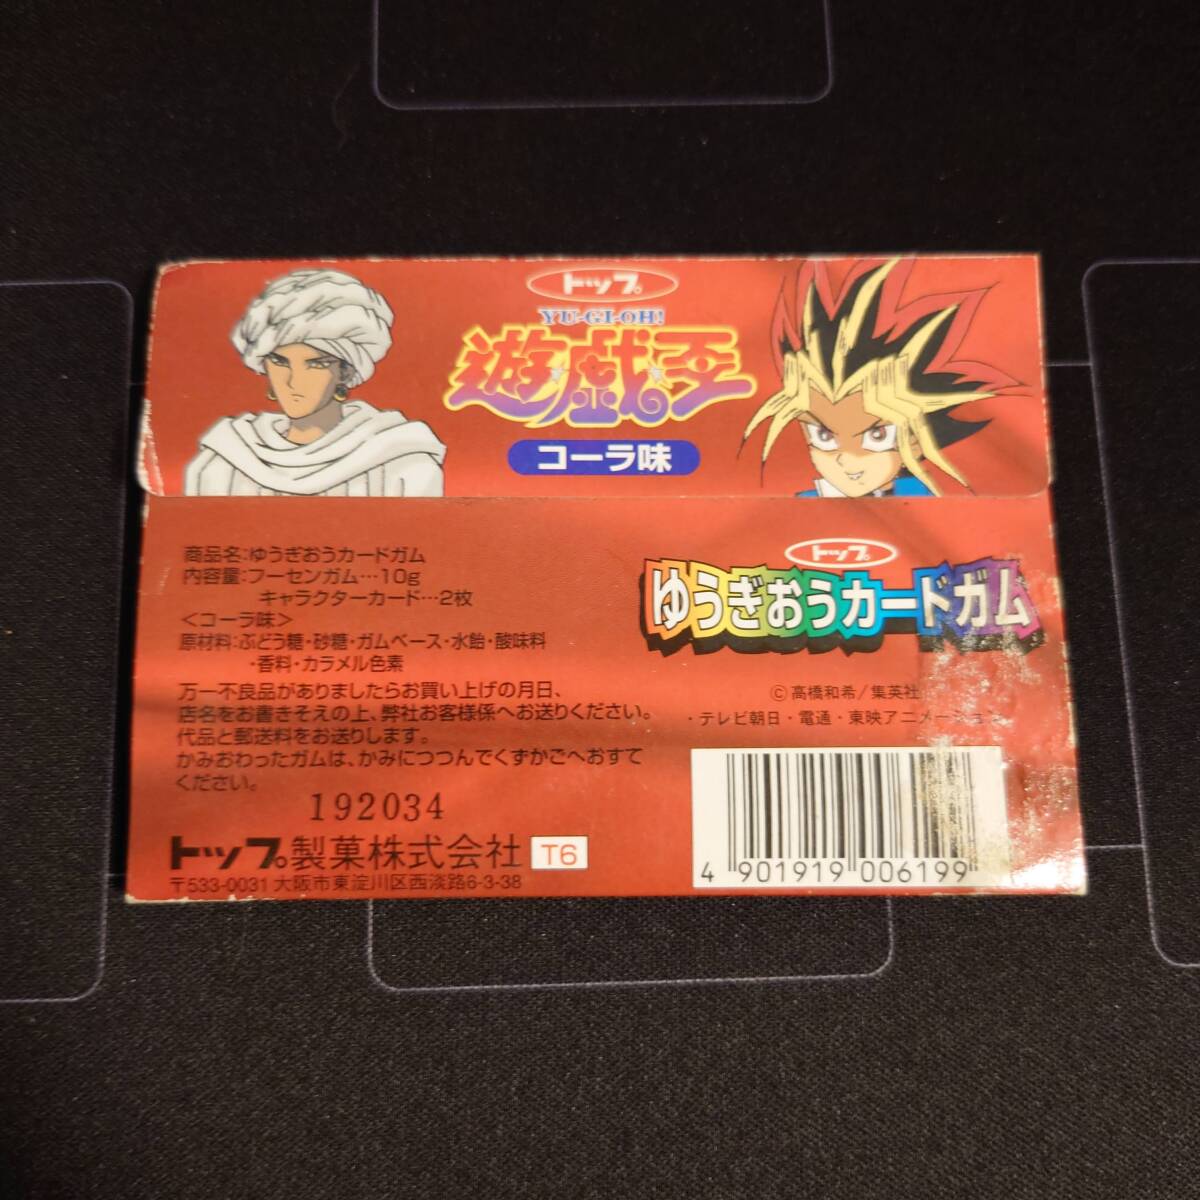 トップ。
YU-GI-OH!
遊戯王
コーラ味
商品名:ゆうぎおうカードガム
内容量:フーセンガム…10g
キャラクターカード…2枚
<コーラ味>
原材料:ぶどう糖・砂糖・ガムベース・水飴・酸味料
・香料・カラメル色素
万一不良品がありましたらお買い上げの月日、
店名をお書きそえの上、弊社お客様係へお送りください。
代品と郵送料をお送りします。
かみおわったガムは、かみにつつんでくずかごへおすて
ください。
192034
トップ。製菓株式会社 T6
〒533-0031 大阪市東淀川区西淡路6-3-38
トップ。
ゆうぎおうカードガム
©高橋和希/集英社
・テレビ朝日・電通・東映アニメーション
4 901919 006199